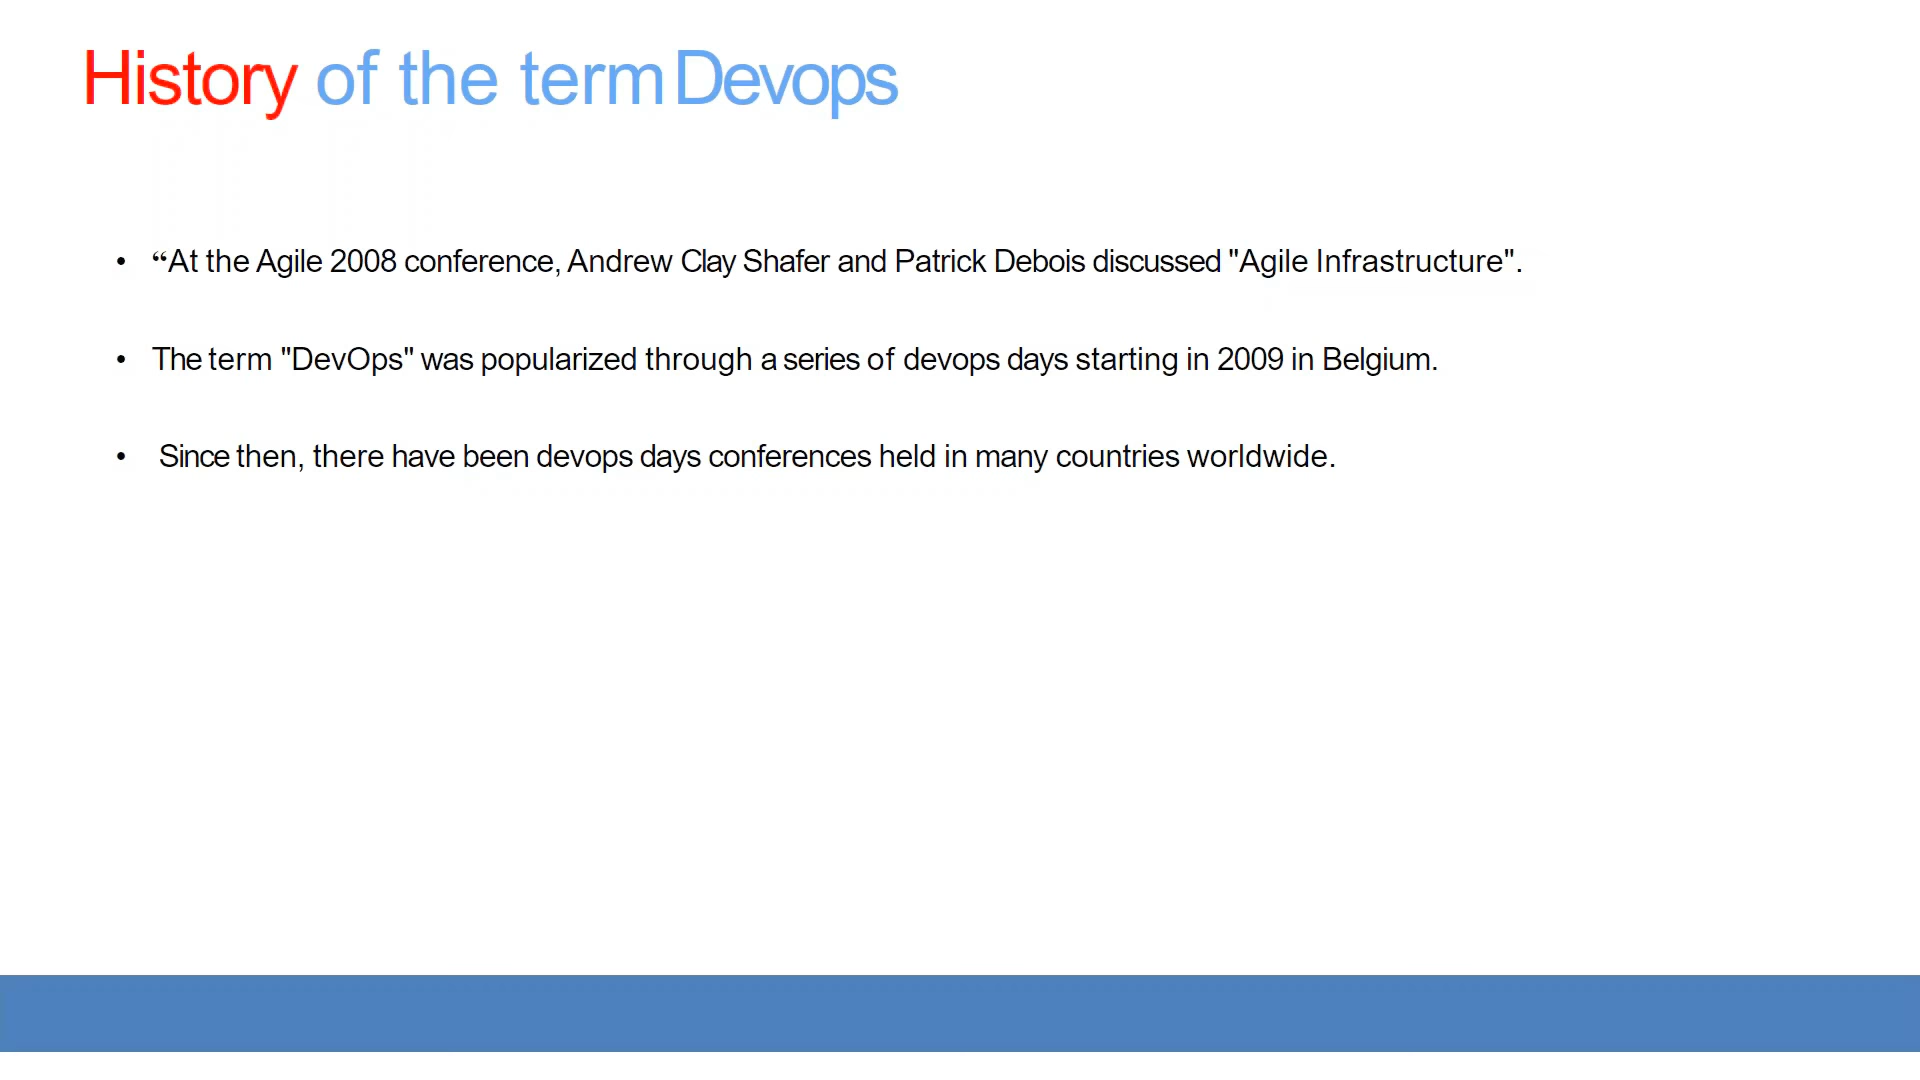 History of the term Devops
• “At the Agile 2008 conference, Andrew Clay Shafer and Patrick Debois discussed "Agile Infrastructure".
• The term "DevOps" was popularized through a series of devops days starting in 2009 in Belgium.
• Since then, there have been devops days conferences held in many countries worldwide.